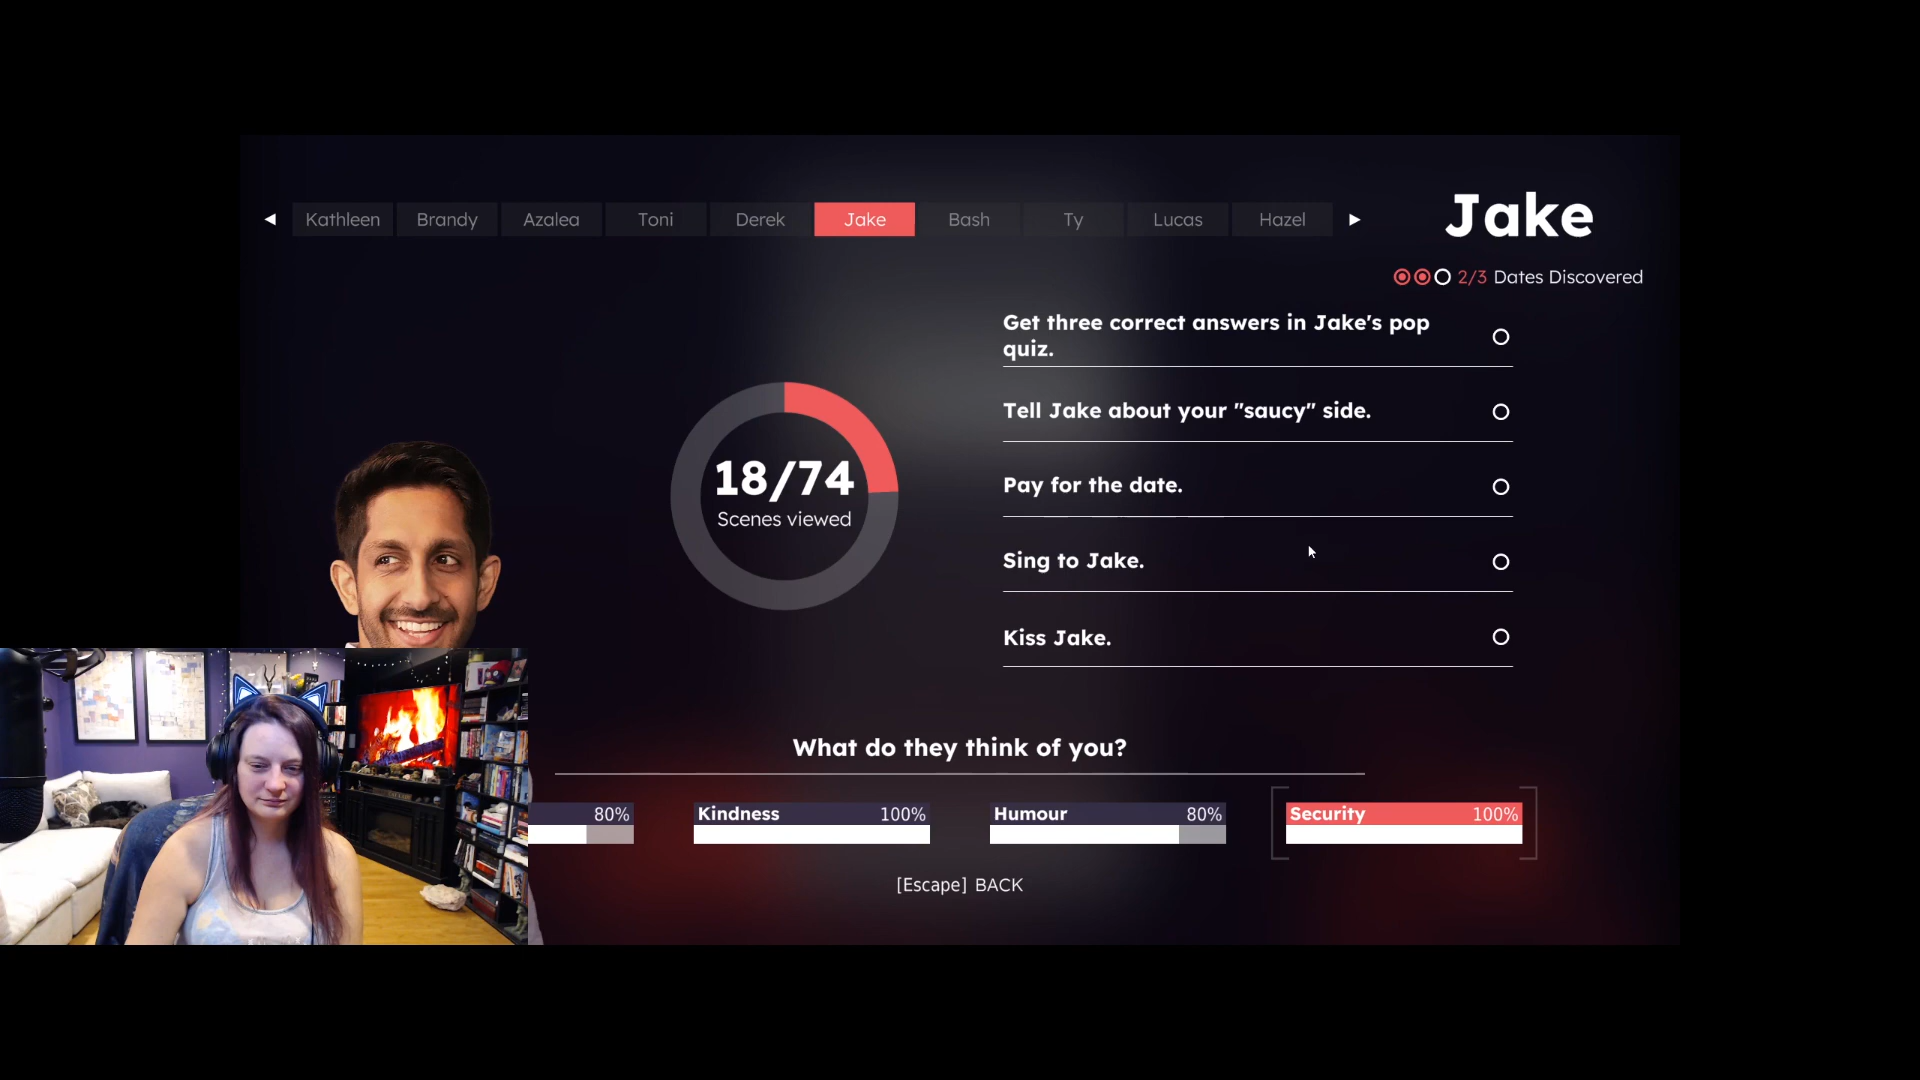 Kathleen
Brandy
Azalea
Toni
Derek
Jake
Bash
Ty
Lucas
Hazel
Jake
2/3 Dates Discovered
Get three correct answers in Jake's pop
quiz.
Tell Jake about your "saucy" side.
Pay for the date.
Sing to Jake.
Kiss Jake.
18/74
Scenes viewed
What do they think of you?
80%
Kindness 100%
Humour 80%
Security 100%
[Escape] BACK